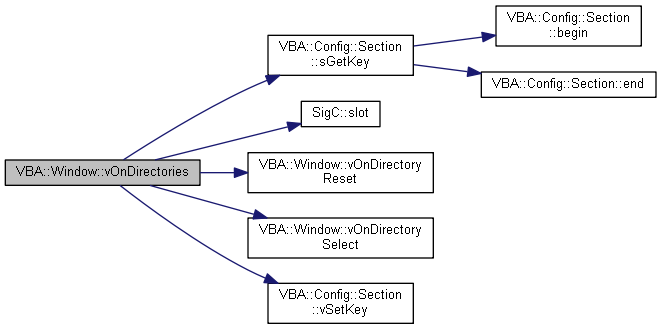 VBA::Window::vOnDirectories
VBA::Config::Section
::sGetKey
VBA::Config::Section
::begin
VBA::Config::Section::end
SigC::slot
VBA::Window::vOnDirectory
Reset
VBA::Window::vOnDirectory
Select
VBA::Config::Section
::vSetKey